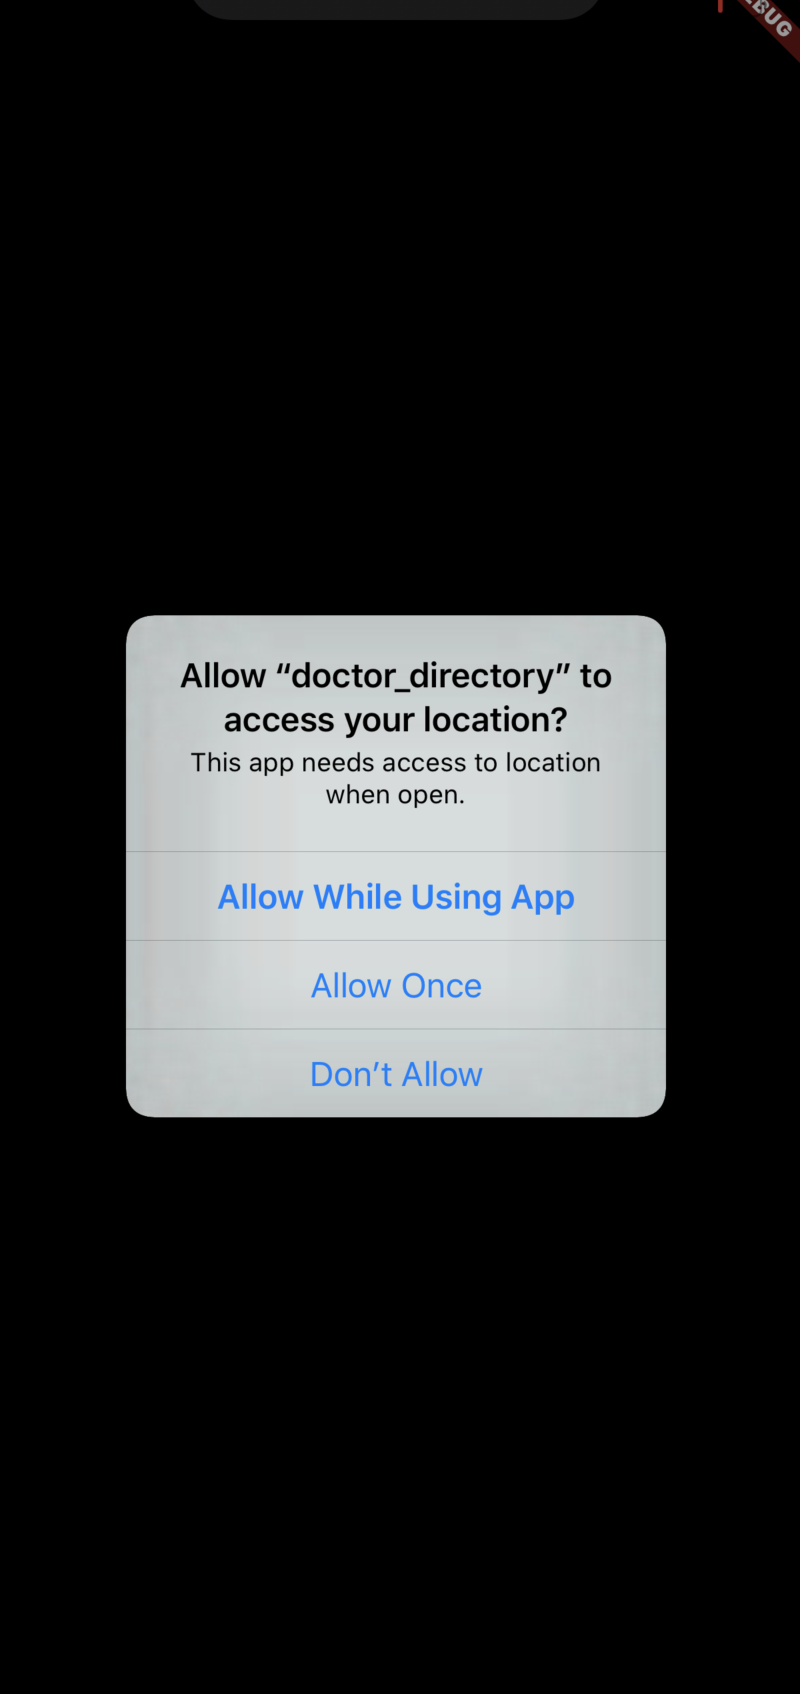 Allow “doctor_directory” to
access your location?
This app needs access to location
when open.
Allow While Using App
Allow Once
Don’t Allow